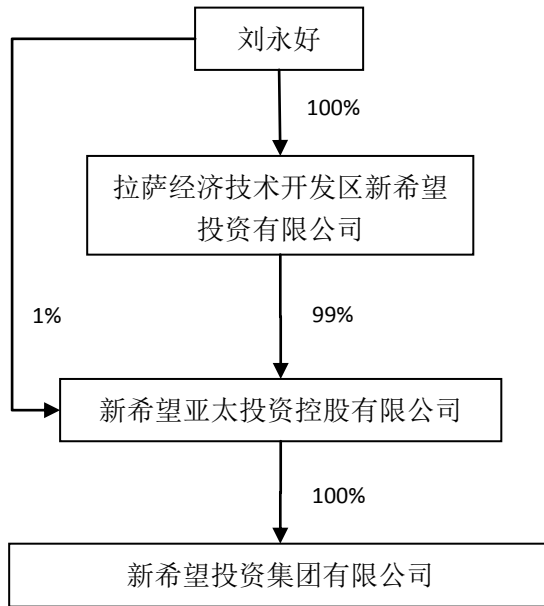 刘永好
100%
拉萨经济技术开发区新希望
投资有限公司
1%
99%
新希望亚太投资控股有限公司
100%
新希望投资集团有限公司